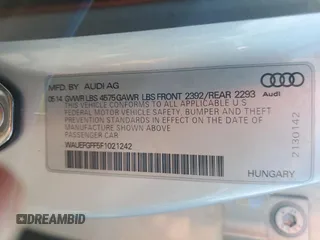 MFD. BY AUDI AG
05·14 GVWR LBS 4575 GAWR LBS FRONT 2392/REAR 2293
THIS VEHICLE CONFORMS TO ALL APPLICABLE U.S
FEDERAL MOTOR VEHICLE SAFETY, BUMPER AND THEFT
PREVENTION STANDARDS IN EFFECT ON THE DATE OF
MANUFACTURE SHOWN ABOVE
PASSENGER CAR
WAUEFGFF5F1021242
HUNGARY
Audi
2130142
DREAMBID